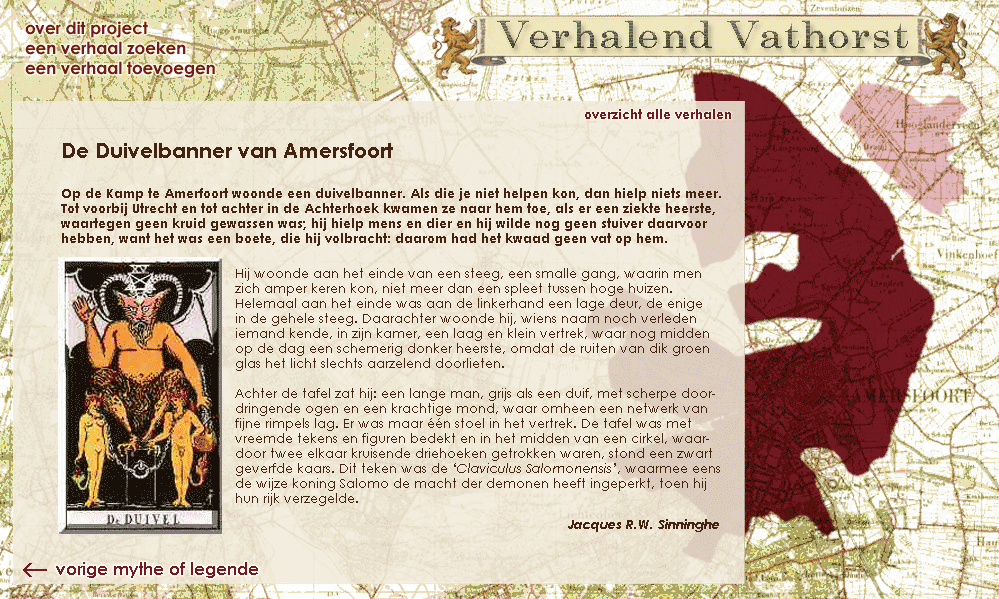 over dit project
een verhaal zoeken
een verhaal toevoegen
Verhalend Vathorst
overzicht alle verhalen
De Duivelbanner van Amersfoort
Op de Kamp te Amerfoort woonde een duivelbanner. Als die je niet helpen kon, dan hielp niets meer.
Tot voorbij Utrecht en tot achter in de Achterhoek kwamen ze naar hem toe, als er een ziekte heerste,
waartegen geen kruid gewassen was; hij hielp mens en dier en hij wilde nog geen stuiver daarvoor
hebben, want het was een boete, die hij volbracht: daarom had het kwaad geen vat op hem.
Hij woonde aan het einde van een steeg, een smalle gang, waarin men
zich amper keren kon, niet meer dan een spleet tussen hoge huizen.
Helemaal aan het einde was aan de linkerhand een lage deur, de enige
in de gehele steeg. Daarachter woonde hij, wiens naam noch verleden
iemand kende, in zijn kamer, een laag en klein vertrek, waar nog midden
op de dag een schemerig donker heerste, omdat de ruiten van dik groen
glas het licht slechts aarzelend doorlieten.
Achter de tafel zat hij: een lange man, grijs als een duif, met scherpe door-
dringende ogen en een krachtige mond, waar omheen een netwerk van
fijne rimpels lag. Er was maar één stoel in het vertrek. De tafel was met
vreemde tekens en figuren bedekt en in het midden van een cirkel, waar-
door twee elkaar kruisende driehoeken getrokken waren, stond een zwart
geverfde kaars. Dit teken was de ‘Claviculus Salomonensis’, waarmee eens
de wijze koning Salomo de macht der demonen heeft ingeperkt, toen hij
hun rijk verzegelde.
Jacques R.W. Sinninghe
XV
De DUIVEL
← vorige mythe of legende
Zevenhuizen
Hooglanderveen
Vinkenhoef
AMERSFOORT